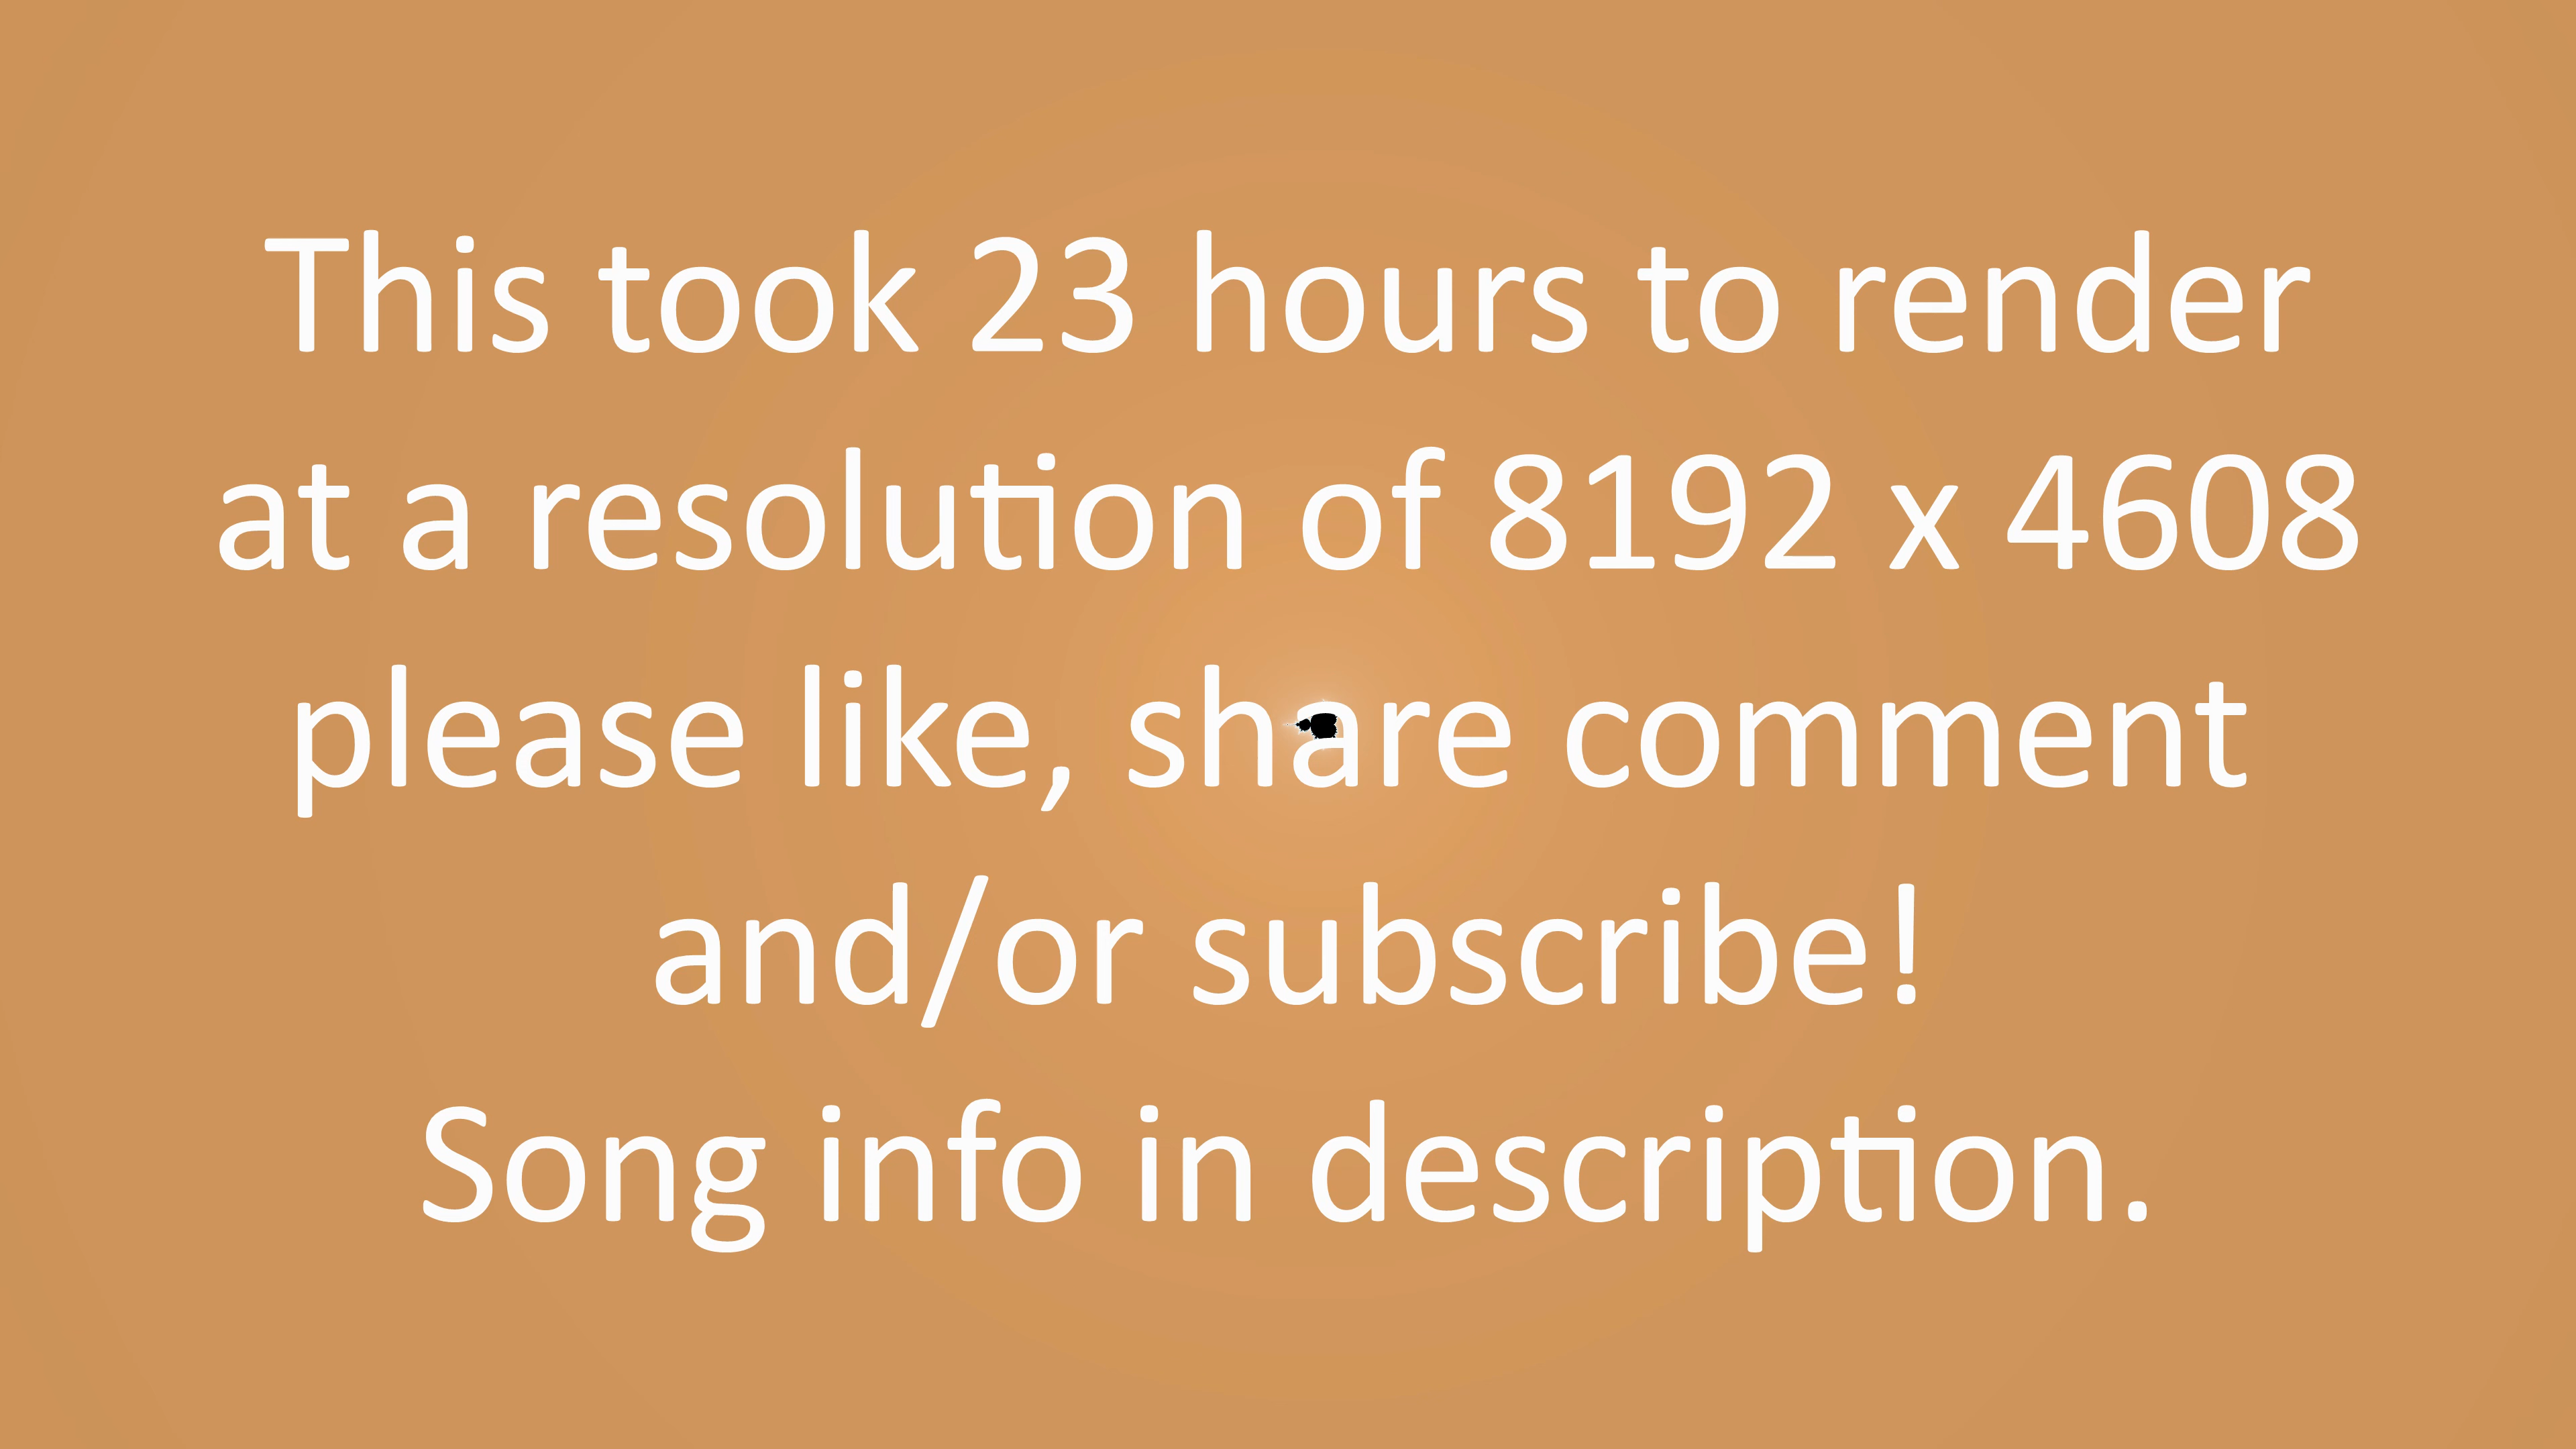 This took 23 hours to render
at a resolution of 8192 x 4608
please like, share comment
and/or subscribe!
Song info in description.